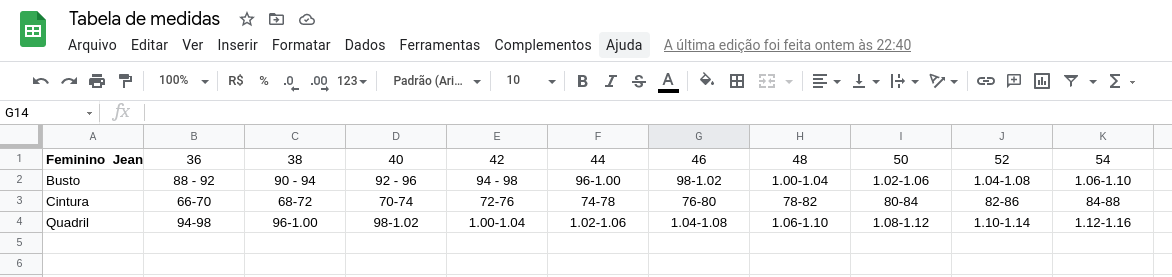 Tabela de medidas
Arquivo Editar Ver Inserir Formatar Dados Ferramentas Complementos Ajuda A última edição foi feita ontem às 22:40
100% R$ % .0 .00 123 Padrão (Ari... 10 B I S A Σ
G14 fx
A B C D E F G H I J K
1 Feminino Jean 36 38 40 42 44 46 48 50 52 54
2 Busto 88 - 92 90 - 94 92 - 96 94 - 98 96-1.00 98-1.02 1.00-1.04 1.02-1.06 1.04-1.08 1.06-1.10
3 Cintura 66-70 68-72 70-74 72-76 74-78 76-80 78-82 80-84 82-86 84-88
4 Quadril 94-98 96-1.00 98-1.02 1.00-1.04 1.02-1.06 1.04-1.08 1.06-1.10 1.08-1.12 1.10-1.14 1.12-1.16
5
6